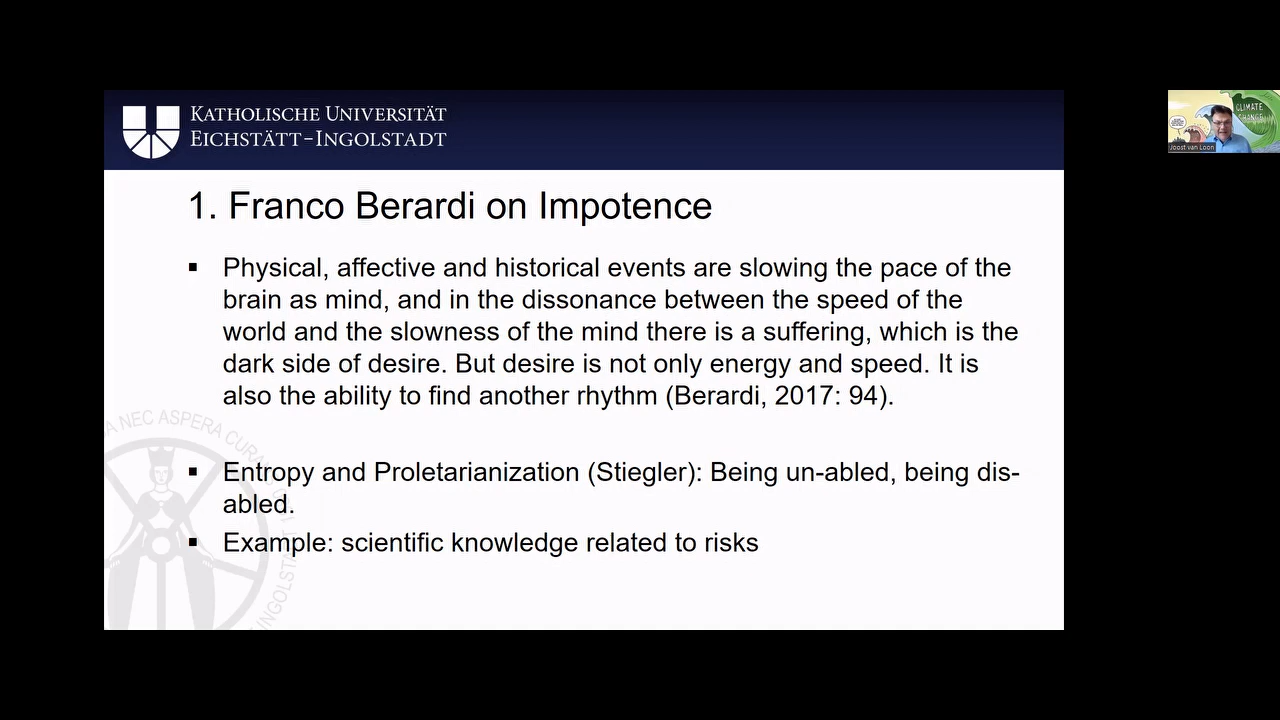 KATHOLISCHE UNIVERSITÄT
EICHSTÄTT-INGOLSTADT
CLIMATE
CHANGE
Joost van Loon
1. Franco Berardi on Impotence
▪ Physical, affective and historical events are slowing the pace of the
brain as mind, and in the dissonance between the speed of the
world and the slowness of the mind there is a suffering, which is the
dark side of desire. But desire is not only energy and speed. It is
also the ability to find another rhythm (Berardi, 2017: 94).
▪ Entropy and Proletarianization (Stiegler): Being un-abled, being dis-
abled.
▪ Example: scientific knowledge related to risks
NEC ASPERA